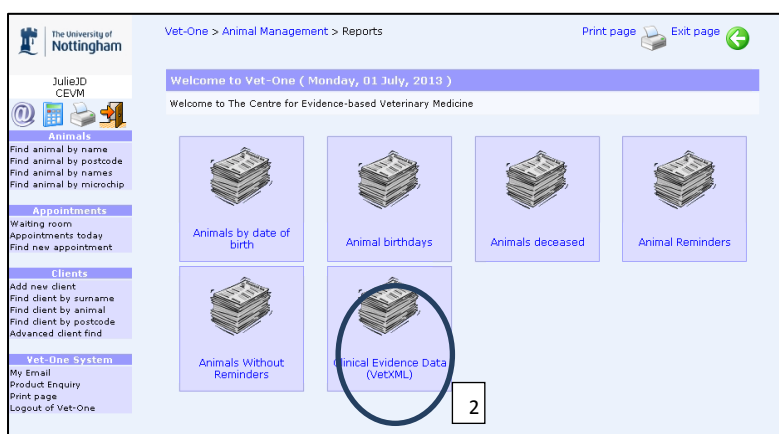 The University of
Nottingham
JulieJD
CEVM
Animals
Find animal by name
Find animal by postcode
Find animal by names
Find animal by microchip
Appointments
Waiting room
Appointments today
Find new appointment
Clients
Add new client
Find client by surname
Find client by animal
Find client by postcode
Advanced client find
Vet-One System
My Email
Product Enquiry
Print page
Logout of Vet-One
Vet-One > Animal Management > Reports
Print page
Exit page
Welcome to Vet-One ( Monday, 01 July, 2013 )
Welcome to The Centre for Evidence-based Veterinary Medicine
Animals by date of
birth
Animal birthdays
Animals deceased
Animal Reminders
Animals Without
Reminders
Clinical Evidence Data
(VetXML)
2